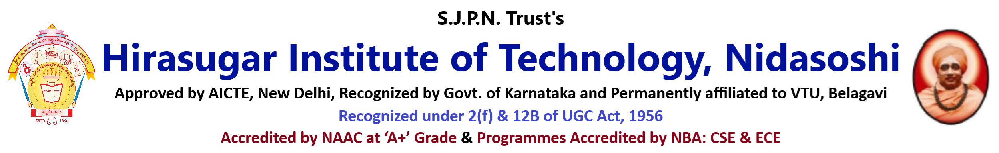 S.J.P.N. Trust's
Hirasugar Institute of Technology, Nidasoshi
Approved by AICTE, New Delhi, Recognized by Govt. of Karnataka and Permanently affiliated to VTU, Belagavi
Recognized under 2(f) & 12B of UGC Act, 1956
Accredited by NAAC at ‘A+’ Grade & Programmes Accredited by NBA: CSE & ECE
ಸ್ಥಾಪನೆ 1984
ESTD 1996